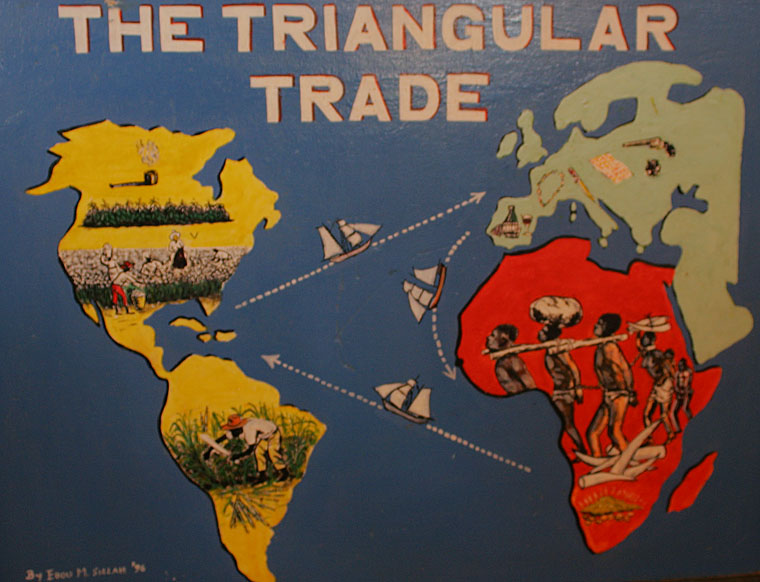 THE TRIANGULAR
TRADE
By EBOU M. SILLAH '96